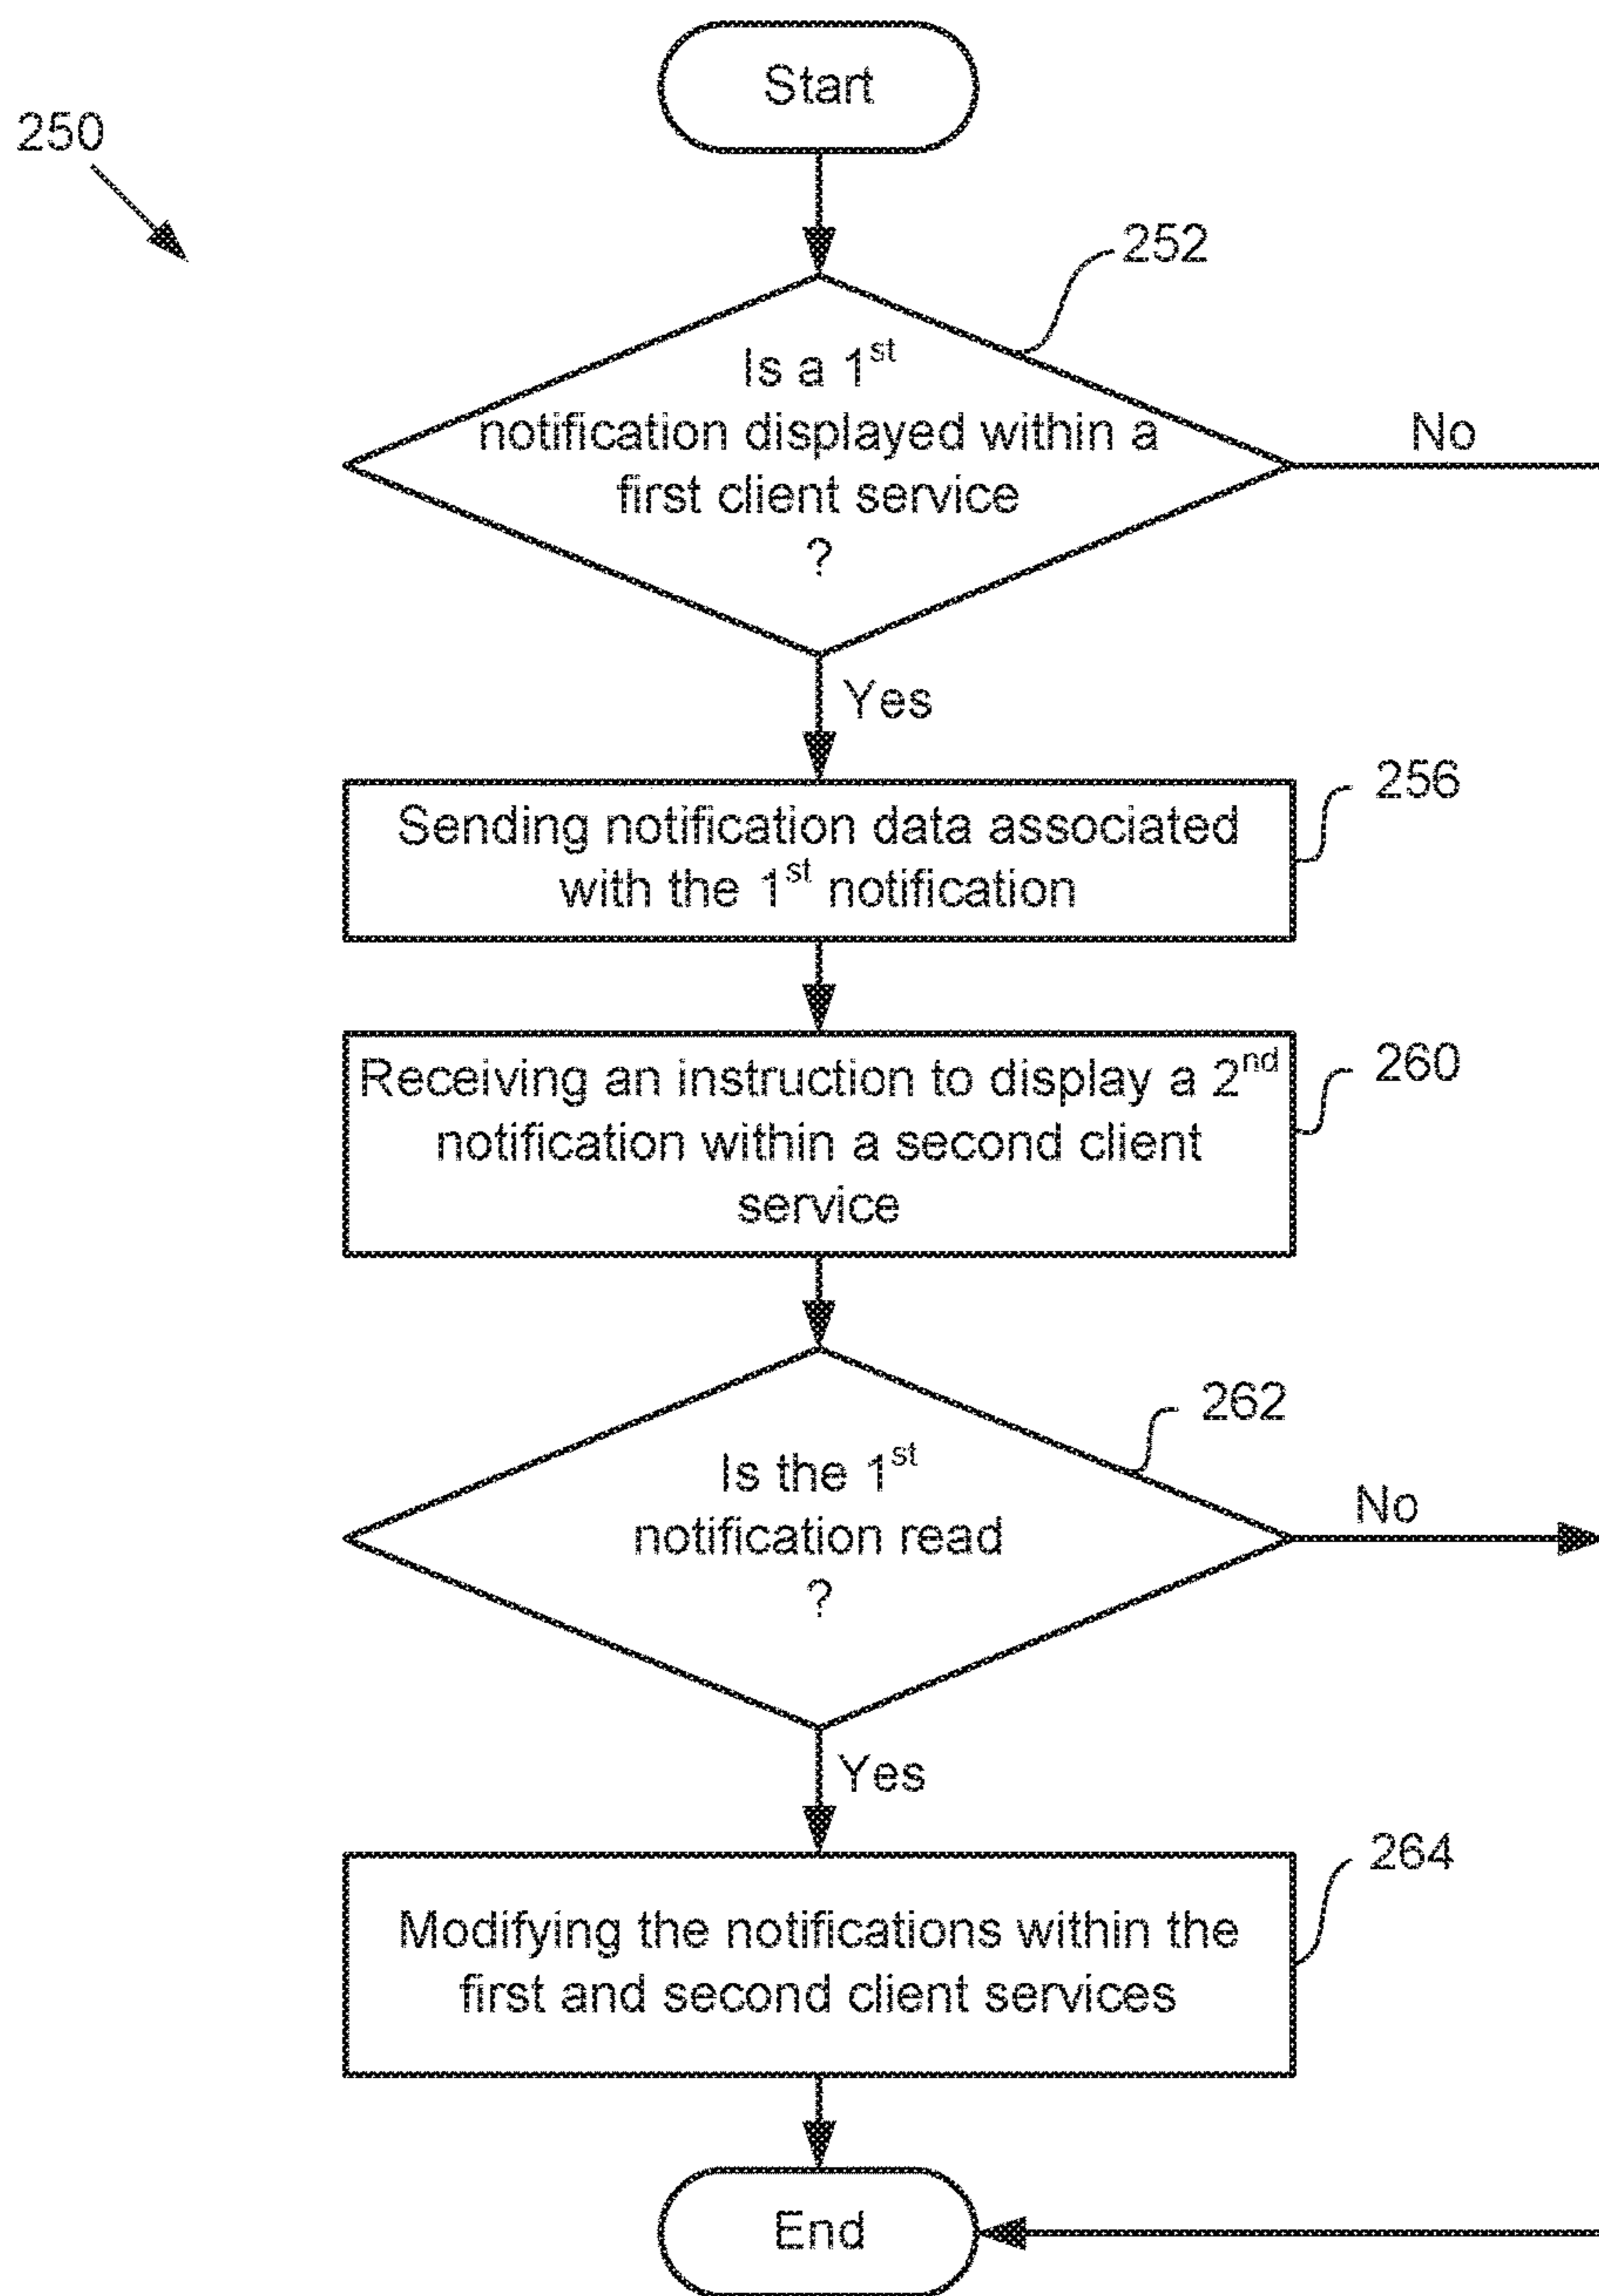 Start
250
252
Is a 1st
notification displayed within a
first client service
?
No
Yes
256
Sending notification data associated
with the 1st notification
260
Receiving an instruction to display a 2nd
notification within a second client
service
262
Is the 1st
notification read
?
No
Yes
264
Modifying the notifications within the
first and second client services
End